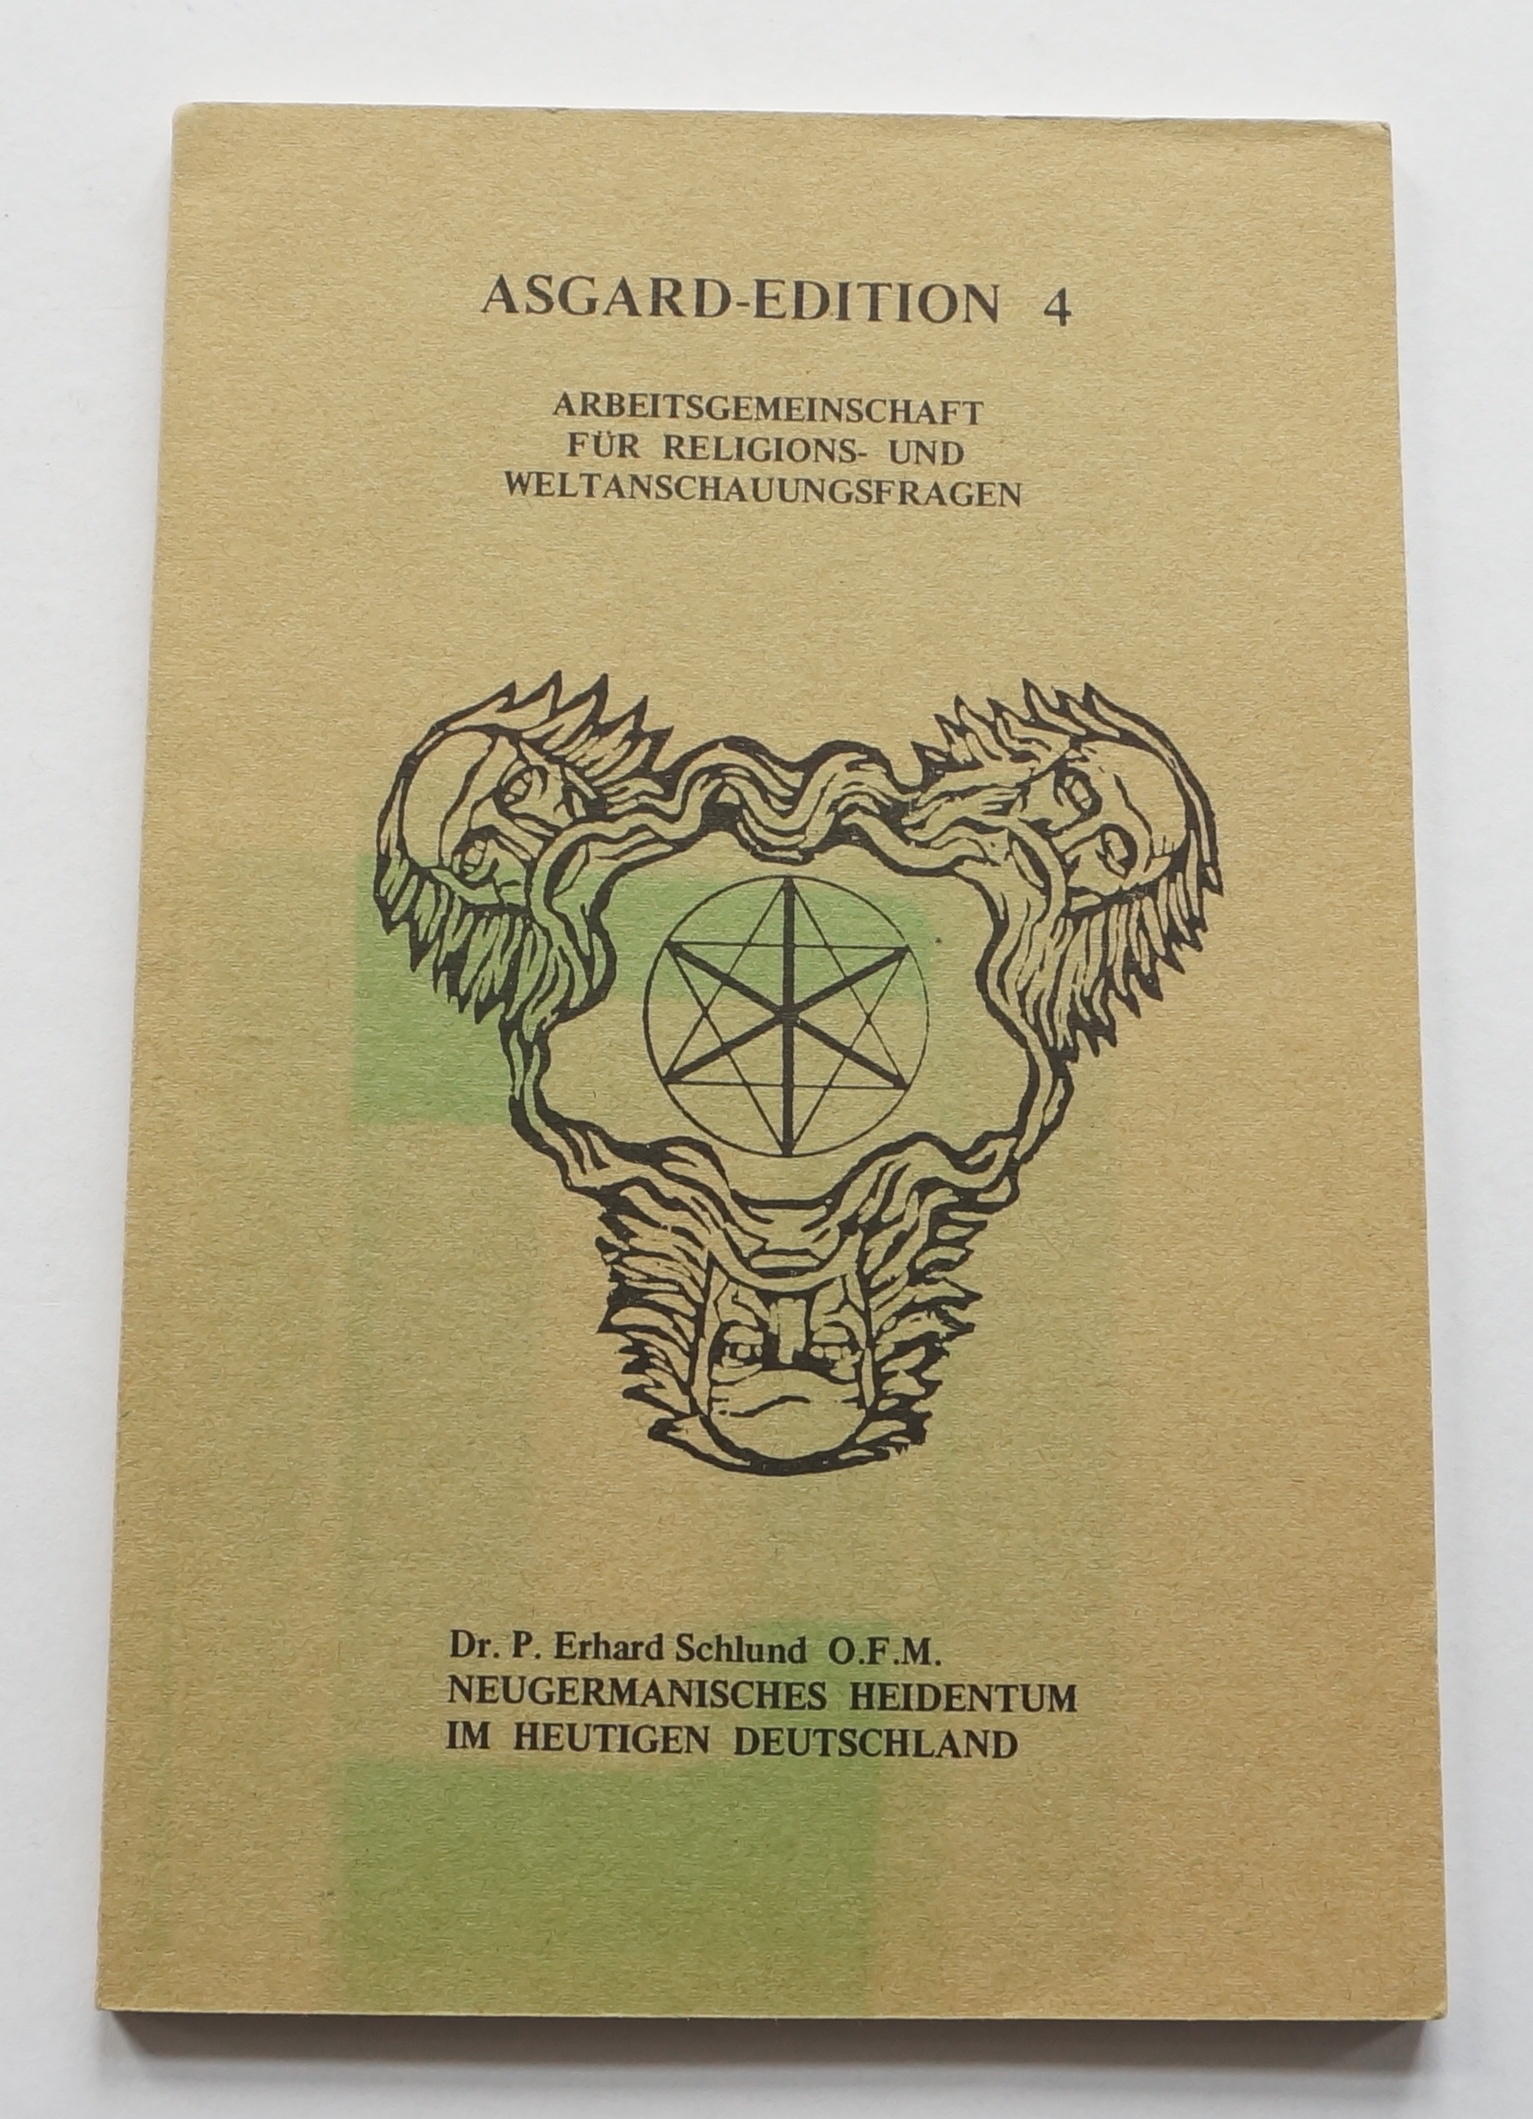 ASGARD-EDITION 4
ARBEITSGEMEINSCHAFT
FÜR RELIGIONS- UND
WELTANSCHAUUNGSFRAGEN
Dr. P. Erhard Schlund O.F.M.
NEUGERMANISCHES HEIDENTUM
IM HEUTIGEN DEUTSCHLAND